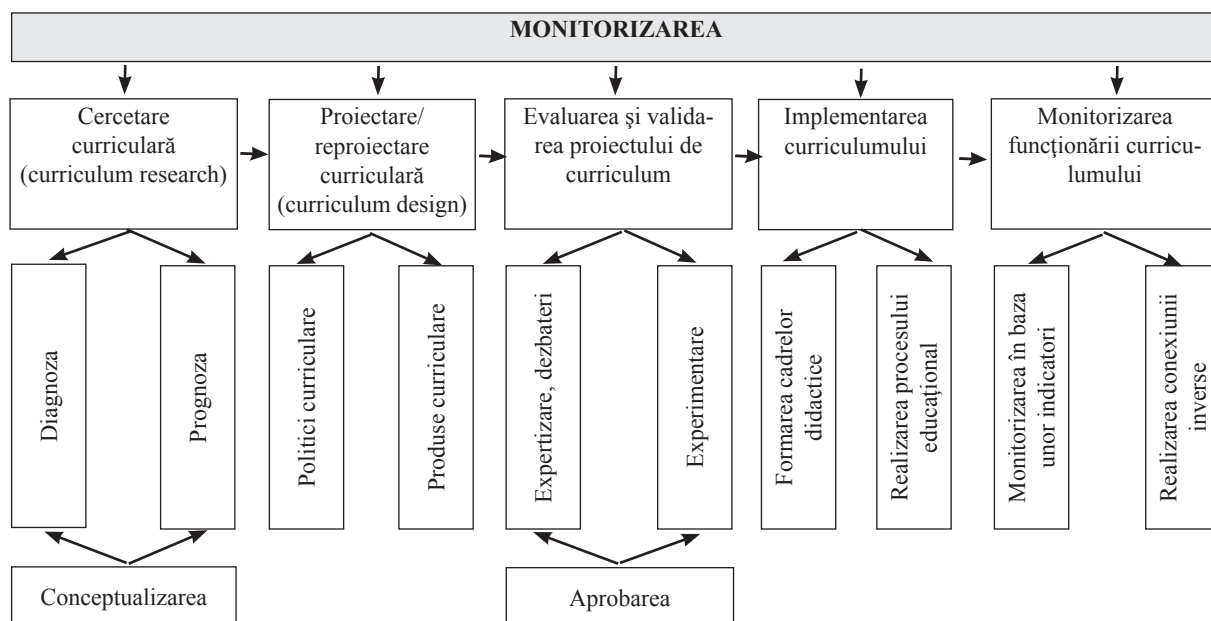 MONITORIZAREA
Cercetare
curriculară
(curriculum research)
Proiectare/
reproiectare
curriculară
(curriculum design)
Evaluarea şi valida-
rea proiectului de
curriculum
Implementarea
curriculumului
Monitorizarea
funcţionării curricu-
lumului
Diagnoza
Prognoza
Politici curriculare
Produse curriculare
Expertizare, dezbateri
Experimentare
Formarea cadrelor
didactice
Realizarea procesului
educaţional
Monitorizarea în baza
unor indicatori
Realizarea conexiunii
inverse
Conceptualizarea
Aprobarea